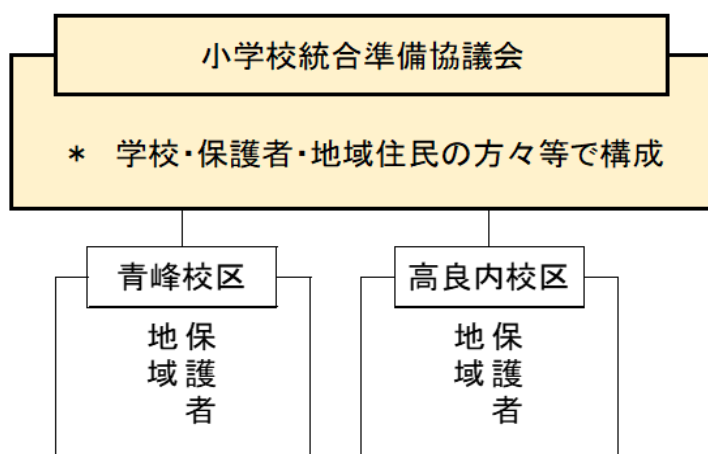 小学校統合準備協議会
* 学校・保護者・地域住民の方々等で構成
青峰校区
保護者
地域
高良内校区
保護者
地域